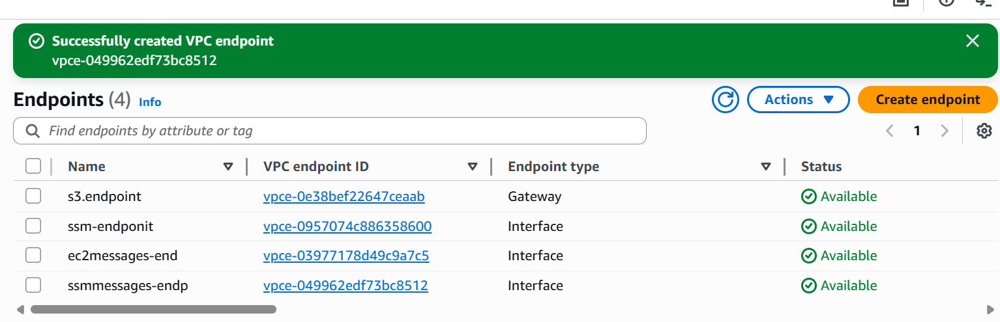 Successfully created VPC endpoint
vpce-049962edf73bc8512
Endpoints (4) Info Actions Create endpoint
Find endpoints by attribute or tag 1
Name VPC endpoint ID Endpoint type Status
s3.endpoint vpce-0e38bef22647ceaab Gateway Available
ssm-endponit vpce-0957074c886358600 Interface Available
ec2messages-end vpce-03977178d49c9a7c5 Interface Available
ssmmessages-endp vpce-049962edf73bc8512 Interface Available